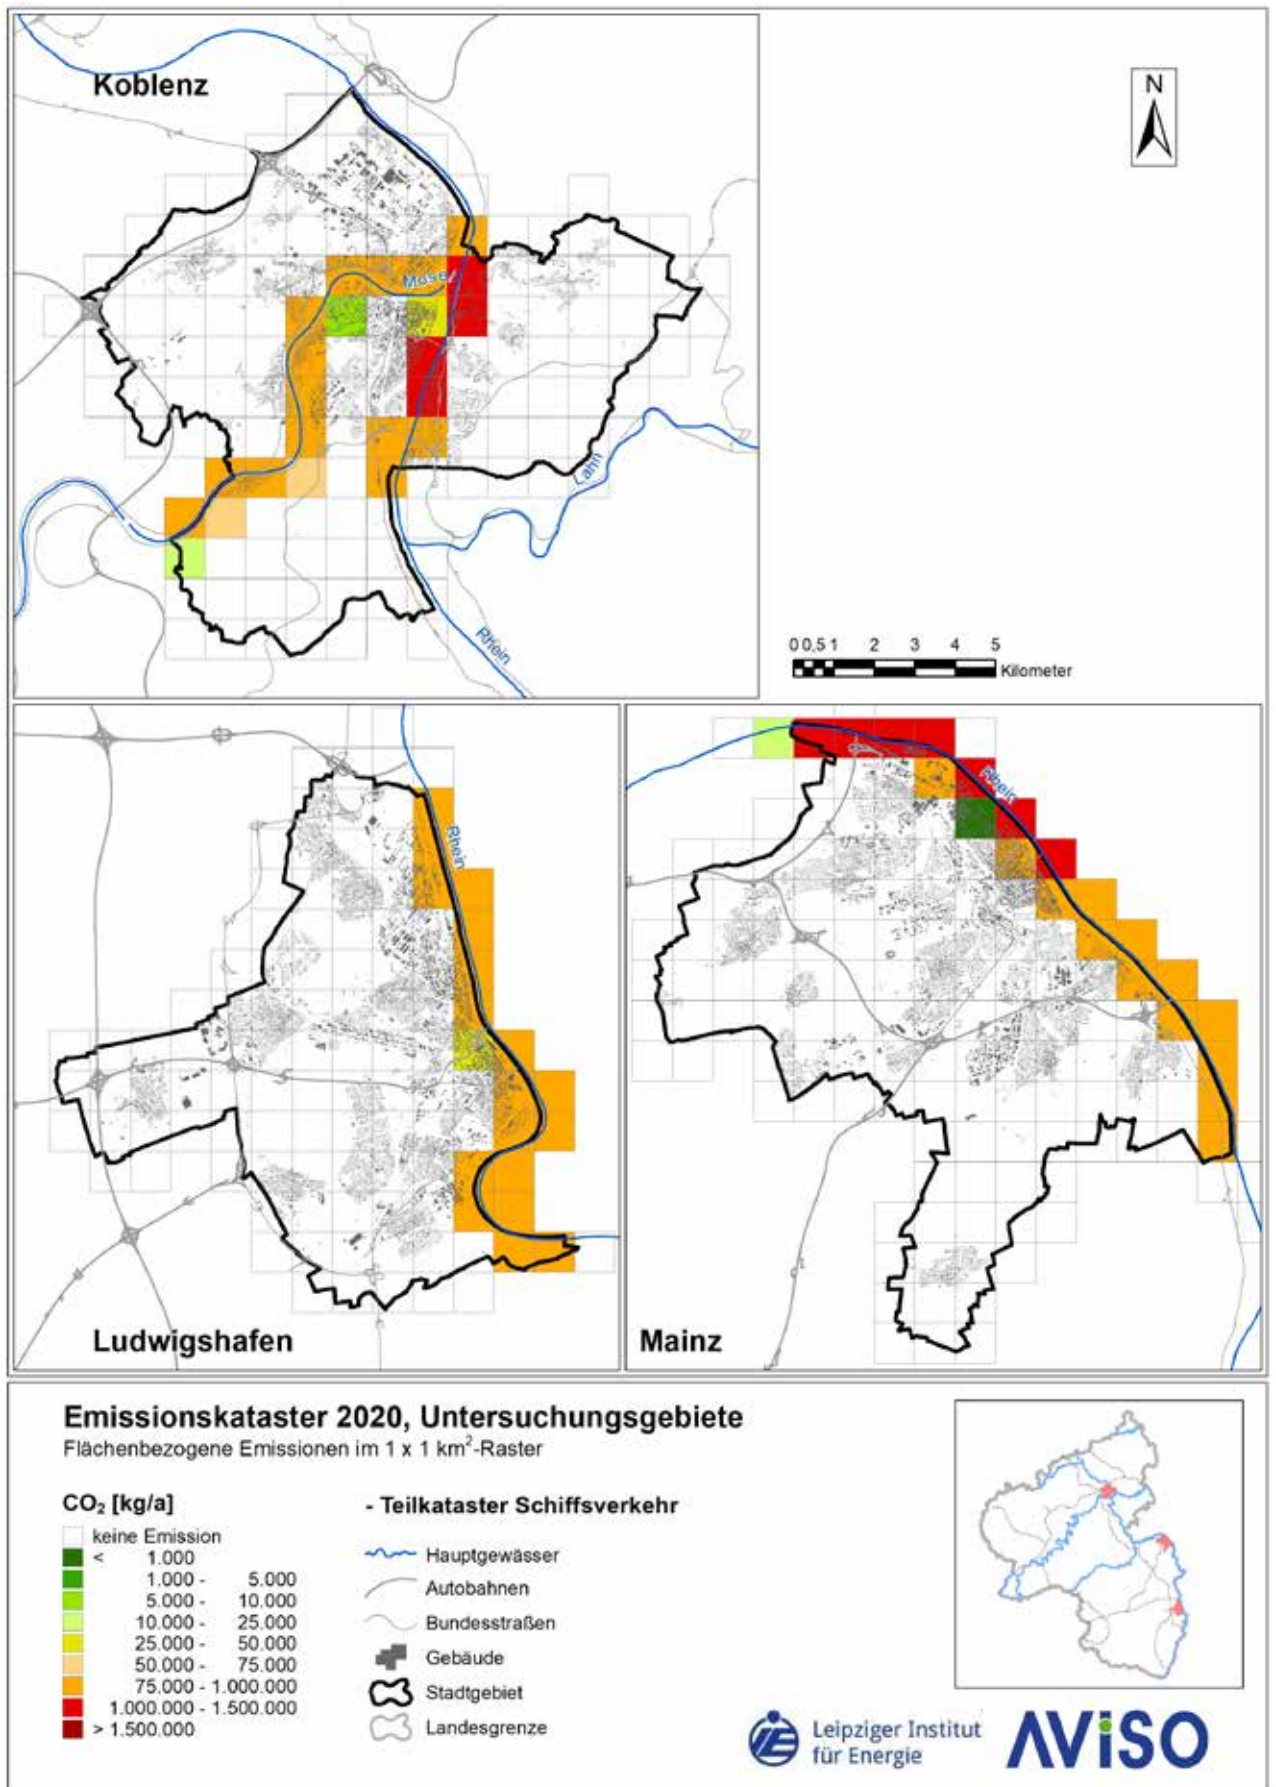 Koblenz
N
Mosel
Lahn
Rhein
0 0,5 1 2 3 4 5
Kilometer
Rhein
Ludwigshafen
Rhein
Mainz
Emissionskataster 2020, Untersuchungsgebiete
Flächenbezogene Emissionen im 1 x 1 km²-Raster
CO₂ [kg/a]
keine Emission
< 1.000
1.000 - 5.000
5.000 - 10.000
10.000 - 25.000
25.000 - 50.000
50.000 - 75.000
75.000 - 1.000.000
1.000.000 - 1.500.000
> 1.500.000
- Teilkataster Schiffsverkehr
Hauptgewässer
Autobahnen
Bundesstraßen
Gebäude
Stadtgebiet
Landesgrenze
Leipziger Institut
für Energie
AViSO